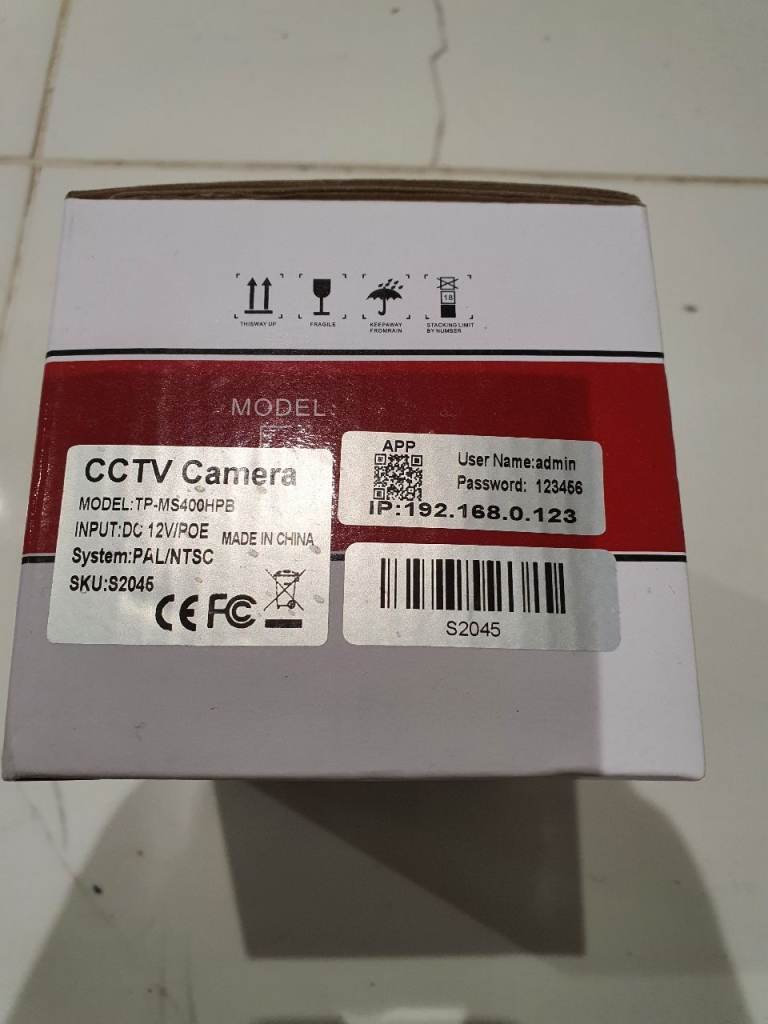 THISWAY UP
FRAGILE
KEEPAWAY
FROMRAIN
18
STACKING LIMIT
BY NUMBER
MODEL:
CCTV Camera
MODEL:TP-MS400HPB
INPUT:DC 12V/POE
MADE IN CHINA
System:PAL/NTSC
SKU:S2045
CE FC
APP
User Name:admin
Password: 123456
IP:192.168.0.123
S2045